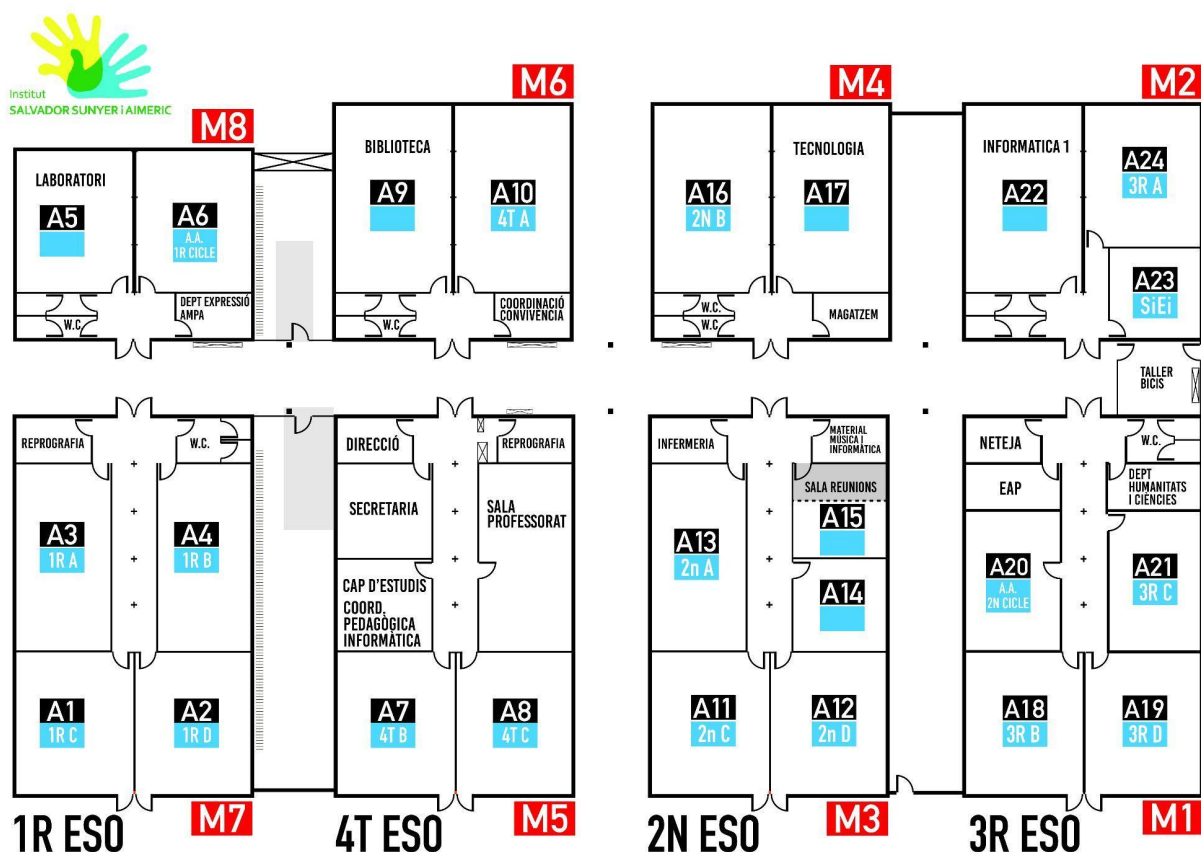 Institut
SALVADOR SUNYER i AIMERIC
M8
M6
M4
M2
LABORATORI
A5
A6
A.A.
1R CICLE
W.C.
DEPT EXPRESSIÓ
AMPA
BIBLIOTECA
A9
A10
4T A
W.C.
COORDINACIÓ
CONVIVÈNCIA
A16
2N B
TECNOLOGIA
A17
W.C.
W.C.
MAGATZEM
INFORMATICA 1
A22
A24
3R A
A23
SiEi
TALLER
BICIS
REPROGRAFIA
W.C.
A3
1R A
A4
1R B
A1
1R C
A2
1R D
DIRECCIÓ
REPROGRAFIA
SECRETARIA
SALA
PROFESSORAT
CAP D'ESTUDIS
COORD.
PEDAGÒGICA
INFORMÀTICA
A7
4T B
A8
4T C
INFERMERIA
MATERIAL
MÚSICA I
INFORMÀTICA
SALA REUNIONS
A15
A13
2n A
A14
A11
2n C
A12
2n D
NETEJA
W.C.
EAP
DEPT
HUMANITATS
I CIÈNCIES
A20
A.A.
2N CICLE
A21
3R C
A18
3R B
A19
3R D
1R ESO
M7
4T ESO
M5
2N ESO
M3
3R ESO
M1